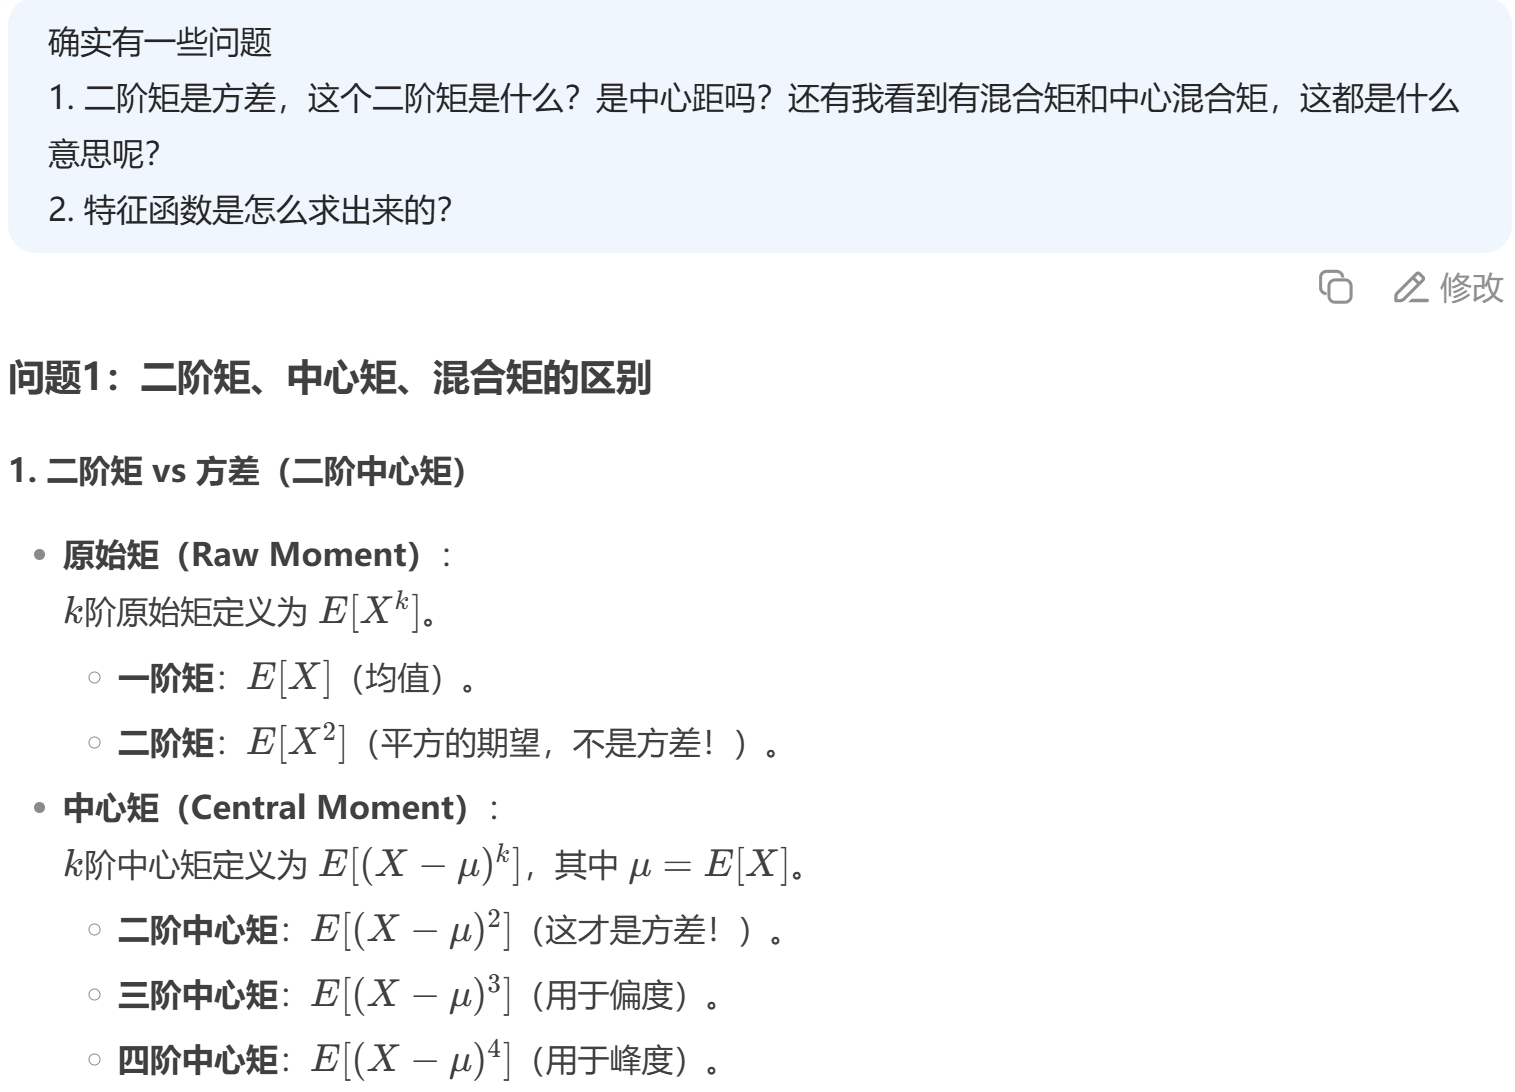 确实有一些问题
1. 二阶矩是方差，这个二阶矩是什么？是中心距吗？还有我看到有混合矩和中心混合矩，这都是什么
意思呢？
2. 特征函数是怎么求出来的？
修改
问题1：二阶矩、中心矩、混合矩的区别
1. 二阶矩 vs 方差（二阶中心矩）
原始矩（Raw Moment）：
k阶原始矩定义为 E[X^k]。
一阶矩：E[X]（均值）。
二阶矩：E[X^2]（平方的期望，不是方差！）。
中心矩（Central Moment）：
k阶中心矩定义为 E[(X − μ)^k]，其中 μ = E[X]。
二阶中心矩：E[(X − μ)^2]（这才是方差！）。
三阶中心矩：E[(X − μ)^3]（用于偏度）。
四阶中心矩：E[(X − μ)^4]（用于峰度）。